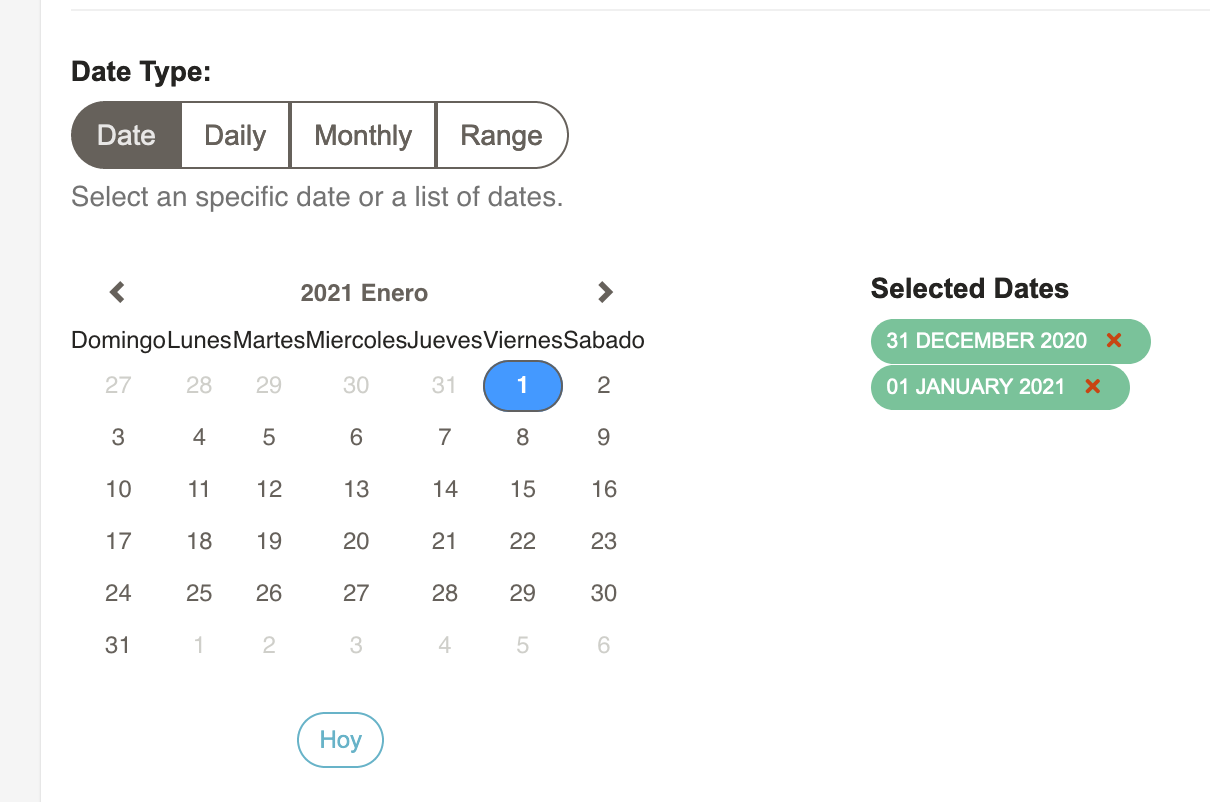 Date Type:
Date Daily Monthly Range
Select an specific date or a list of dates.
2021 Enero
Domingo Lunes Martes Miercoles Jueves Viernes Sabado
27 28 29 30 31 1 2
3 4 5 6 7 8 9
10 11 12 13 14 15 16
17 18 19 20 21 22 23
24 25 26 27 28 29 30
31 1 2 3 4 5 6
Hoy
Selected Dates
31 DECEMBER 2020
01 JANUARY 2021